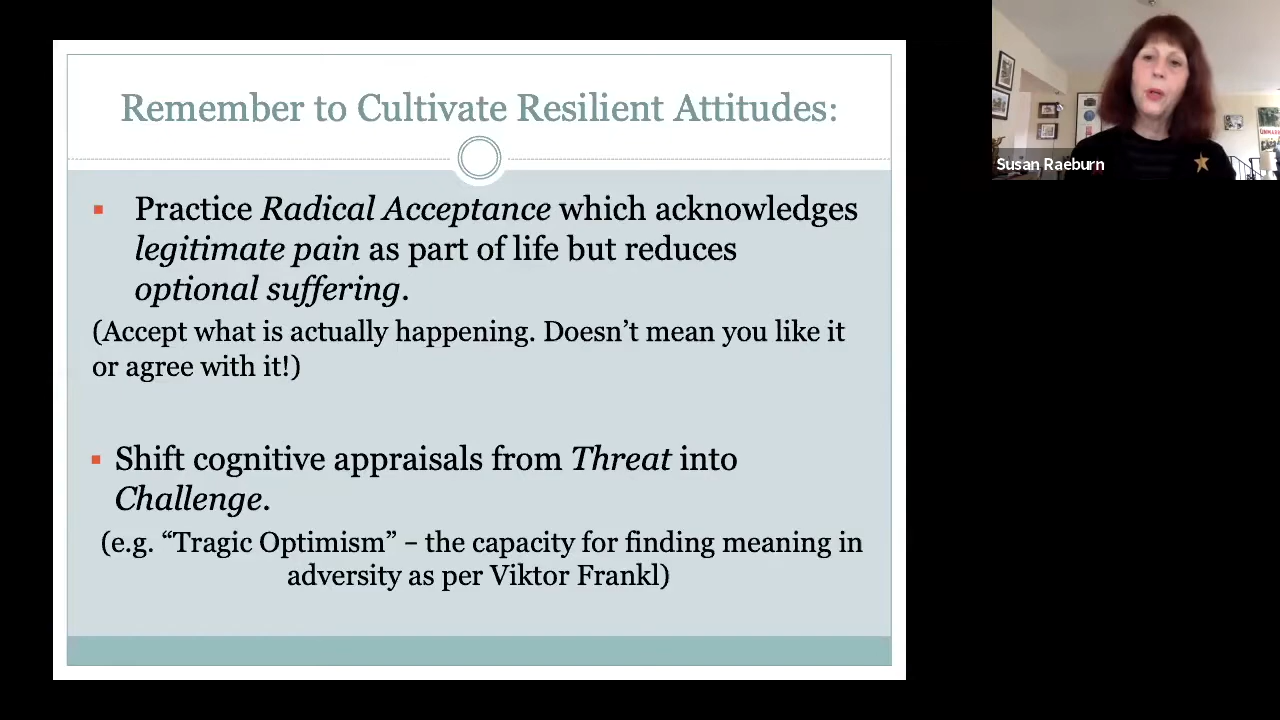 Remember to Cultivate Resilient Attitudes:
▪ Practice Radical Acceptance which acknowledges
legitimate pain as part of life but reduces
optional suffering.
(Accept what is actually happening. Doesn’t mean you like it
or agree with it!)
▪ Shift cognitive appraisals from Threat into
Challenge.
(e.g. “Tragic Optimism” – the capacity for finding meaning in
adversity as per Viktor Frankl)
Susan Raeburn